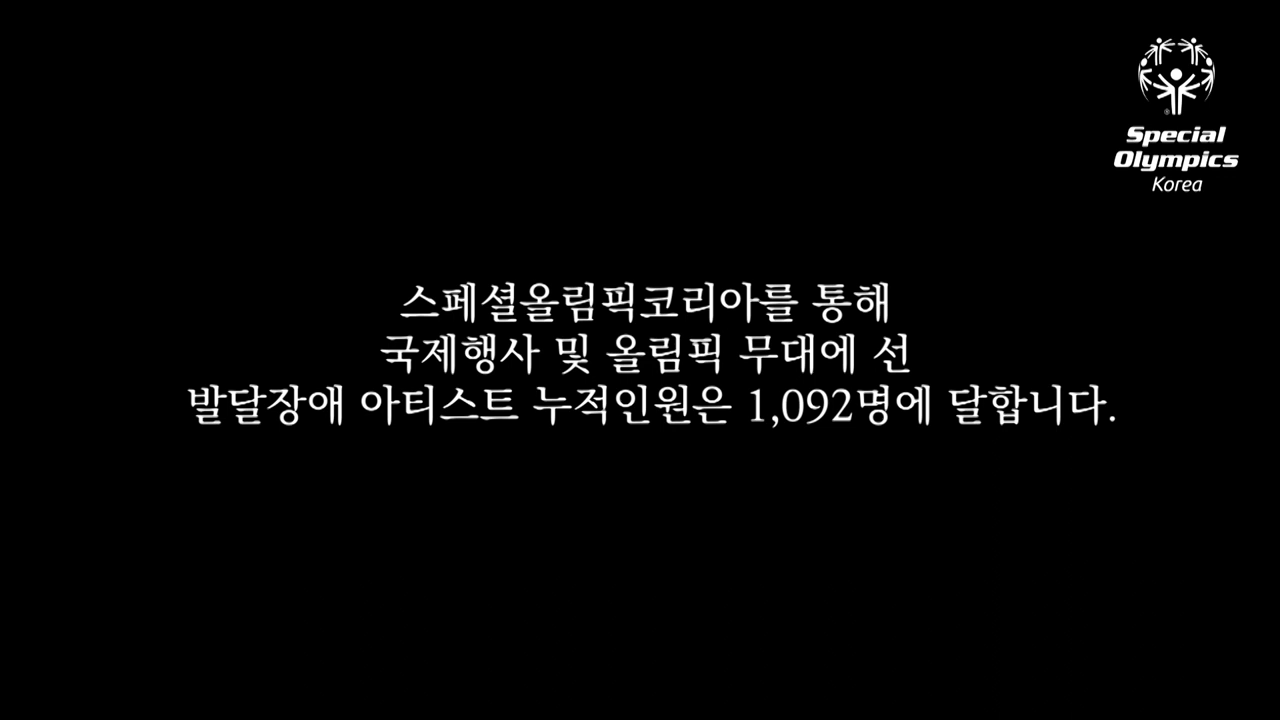 Special
Olympics
Korea
스페셜올림픽코리아를 통해
국제행사 및 올림픽 무대에 선
발달장애 아티스트 누적인원은 1,092명에 달합니다.